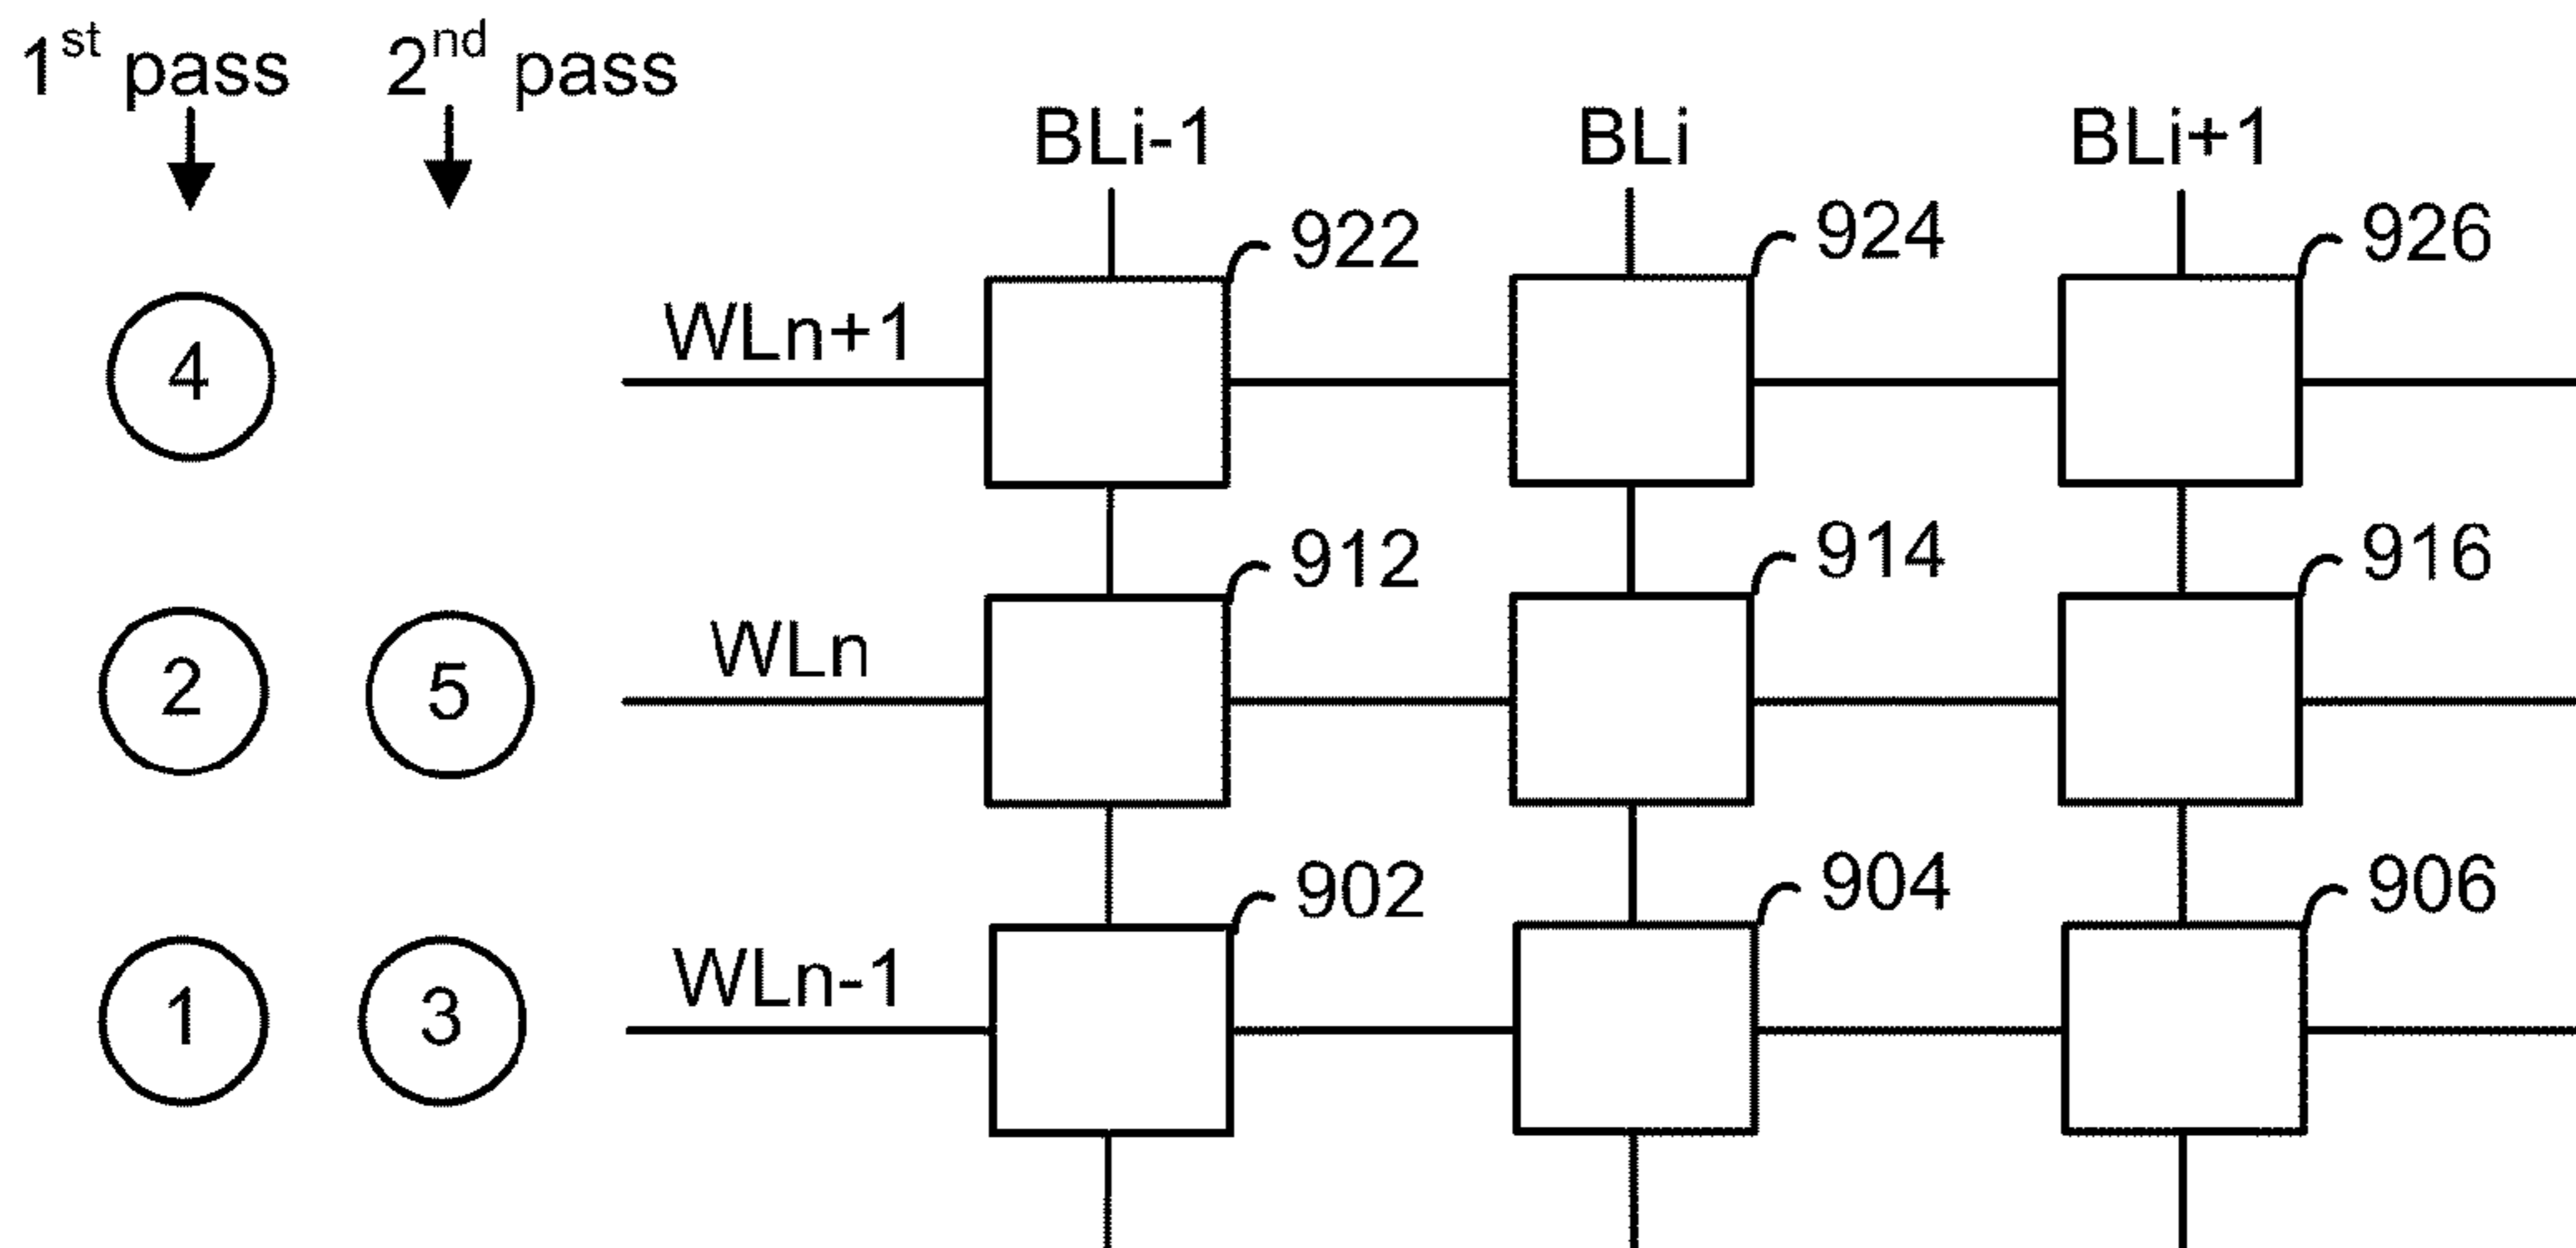 1st pass 2nd pass
BLi-1 BLi BLi+1
922 924 926
4 WLn+1
912 914 916
2 5 WLn
902 904 906
1 3 WLn-1